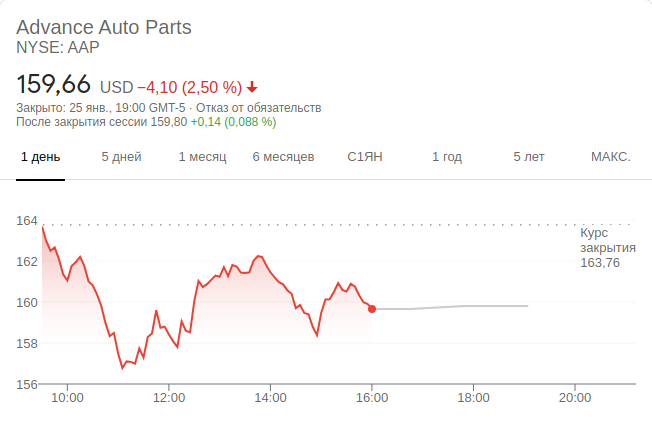 Advance Auto Parts
NYSE: AAP
159,66 USD −4,10 (2,50 %)
Закрыто: 25 янв., 19:00 GMT-5 · Отказ от обязательств
После закрытия сессии 159,80 +0,14 (0,088 %)
1 день 5 дней 1 месяц 6 месяцев С1ЯН 1 год 5 лет МАКС.
164
Курс
закрытия
163,76
162
160
158
156
10:00 12:00 14:00 16:00 18:00 20:00